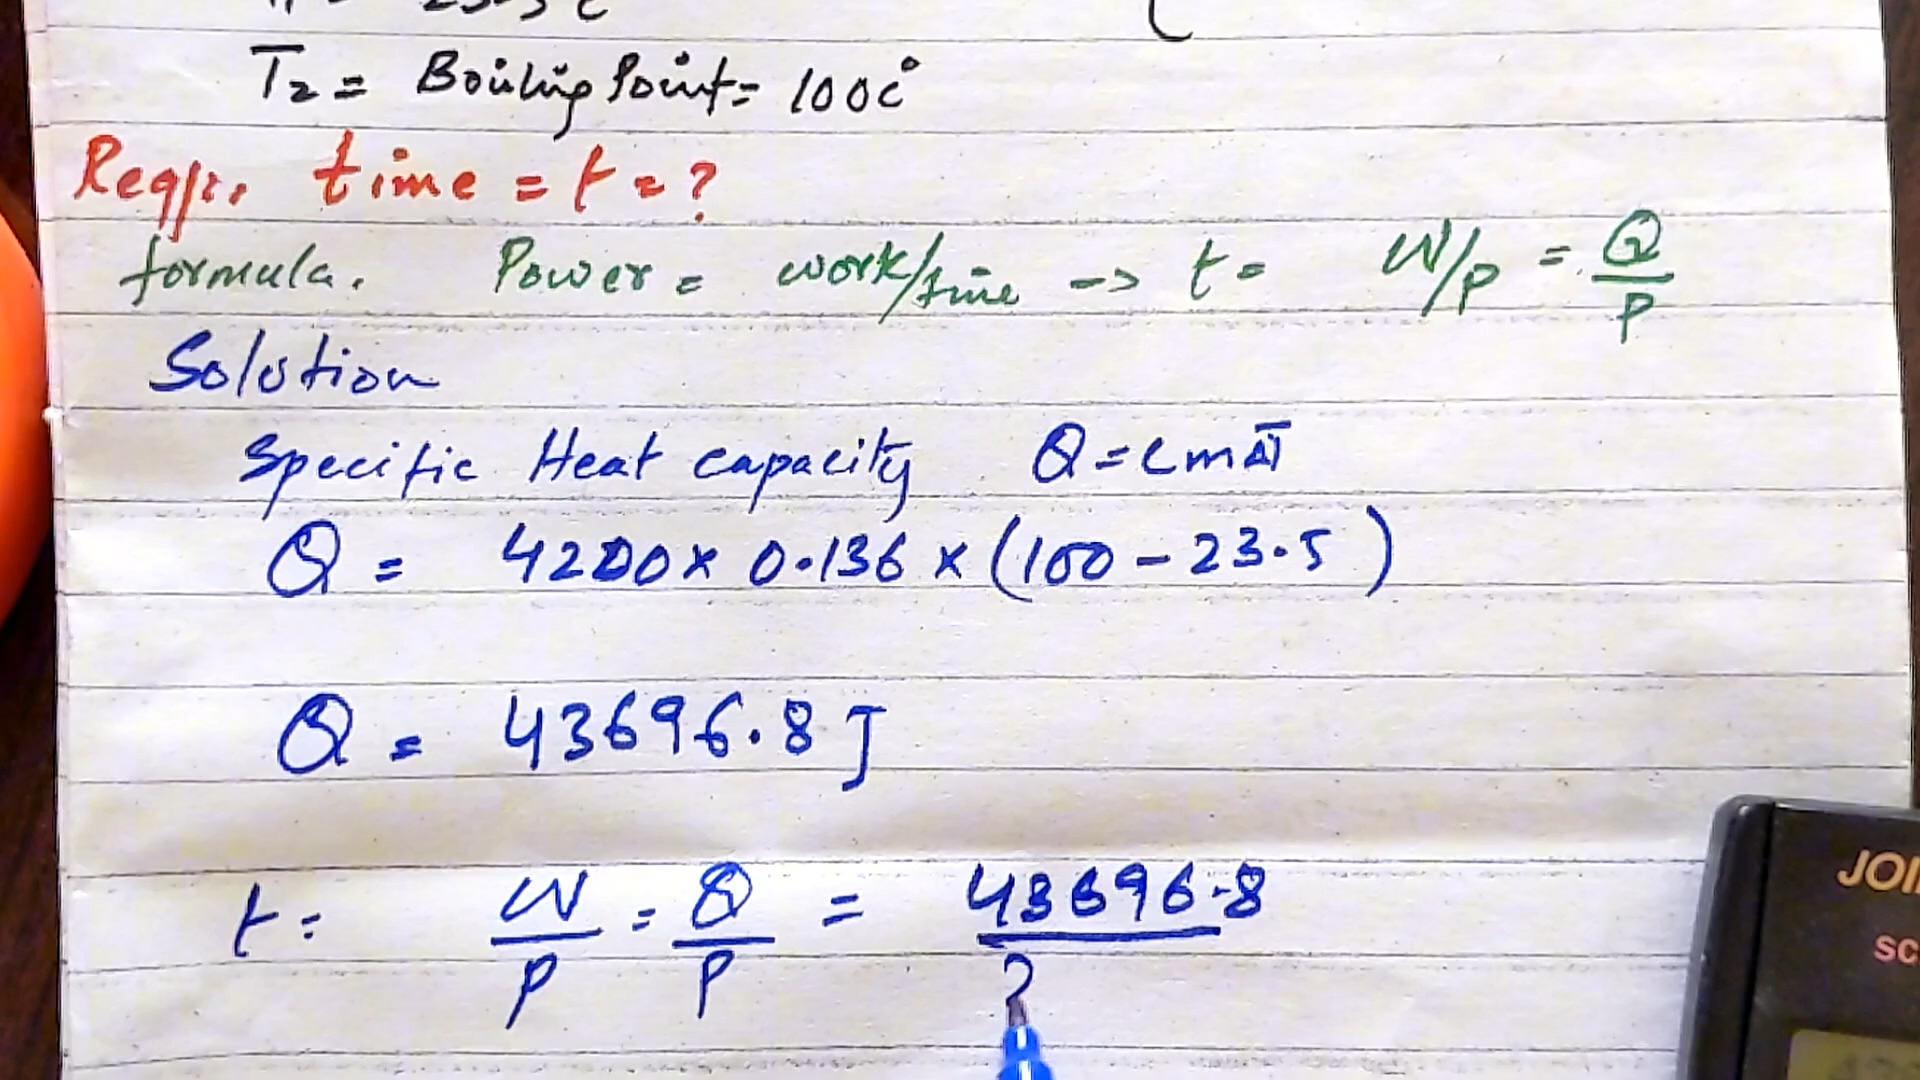 T₂ = Boiling Point = 100c°
Reqr. time = t = ?
formula. Power = work/time -> t = W/P = Q/P
Solution
Specific Heat capacity Q = cmΔT
Q = 4200 x 0.136 x (100 - 23.5)
Q = 43696.8 J
t = W/P = Q/P = 43696.8
JOI
sc